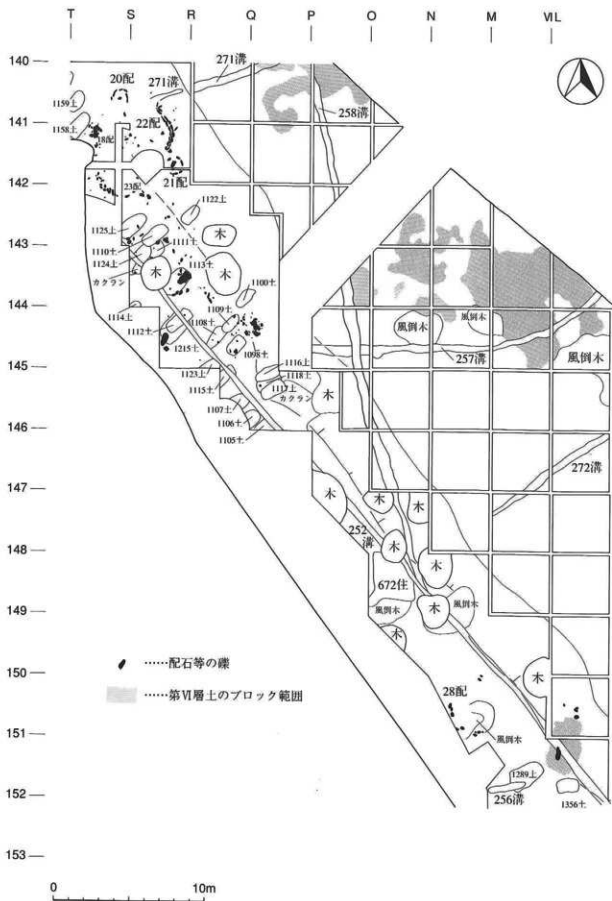 T S R Q P O N M ⅦL
140
20配
271溝
271溝
1159土
258溝
141
22配
1158土
18配
21配
142
23配
1122土
1125土
143
木
1110土
1111土
1124土
1113土
木
カクラン
木
1100土
144
1114土
1109土
風倒木
風倒木
1112土
1108土
257溝
風倒木
1215土
1098土
145
1116土
1123土
1118土
1115土
1117土
木
カクラン
1107土
1106土
146
1105土
272溝
147
木
木
木
252溝
148
木
木
672住
149
風倒木
木
風倒木
木
配石等の礫
150
木
第Ⅵ層土のブロック範囲
28配
151
風倒木
1289土
152
256溝
1356土
153
0 10m